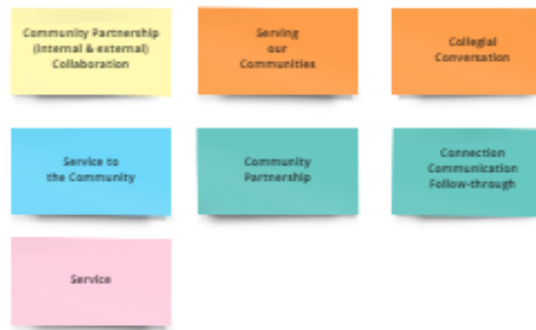 Community Partnership
(internal & external)
Collaboration
Serving
our
Communities
Collegial
Conversation
Service to
the Community
Community
Partnership
Connection
Communication
Follow-through
Service